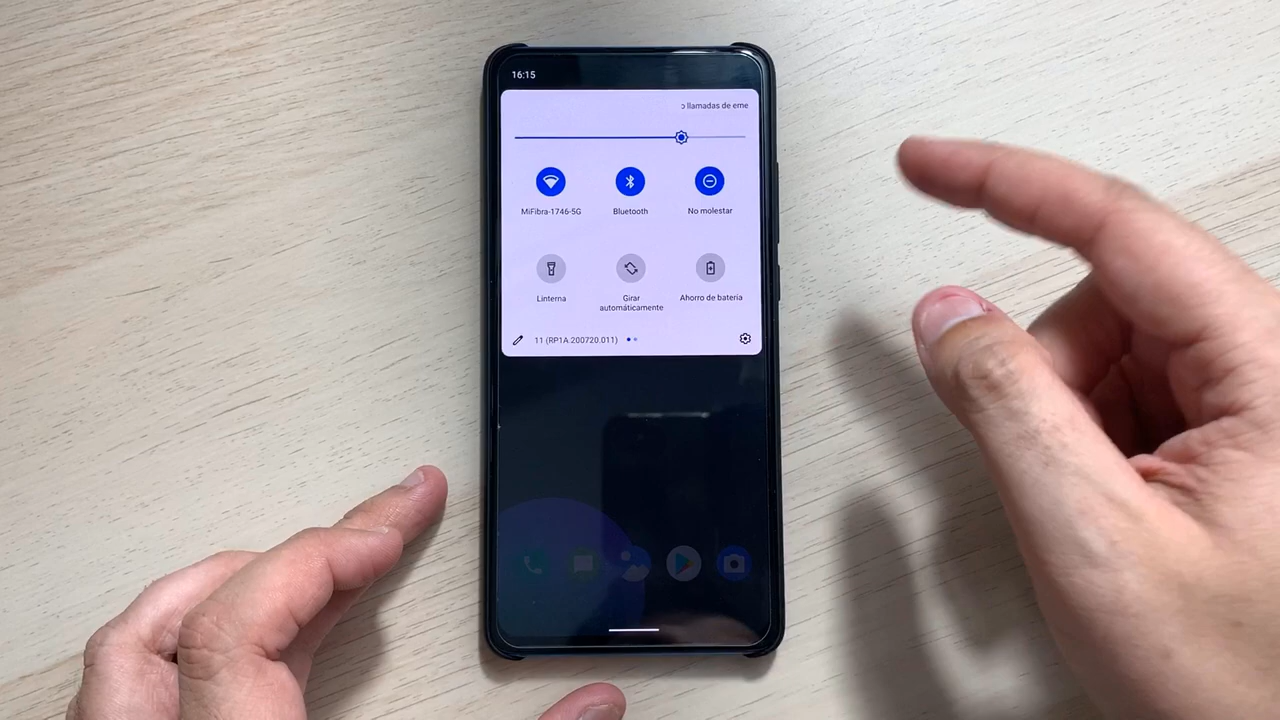 16:15
llamadas de eme
MiFibra-1746-5G
Bluetooth
No molestar
Linterna
Girar
automáticamente
Ahorro de batería
11 (RP1A.200720.011)